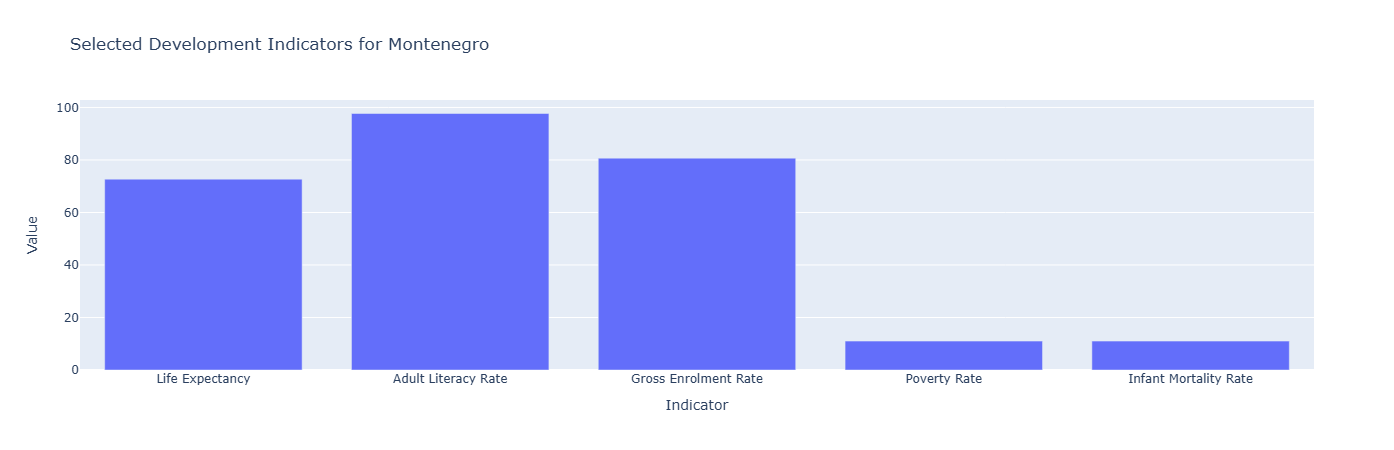 Selected Development Indicators for Montenegro
100
80
60
40
20
0
Value
Life Expectancy
Adult Literacy Rate
Gross Enrolment Rate
Poverty Rate
Infant Mortality Rate
Indicator